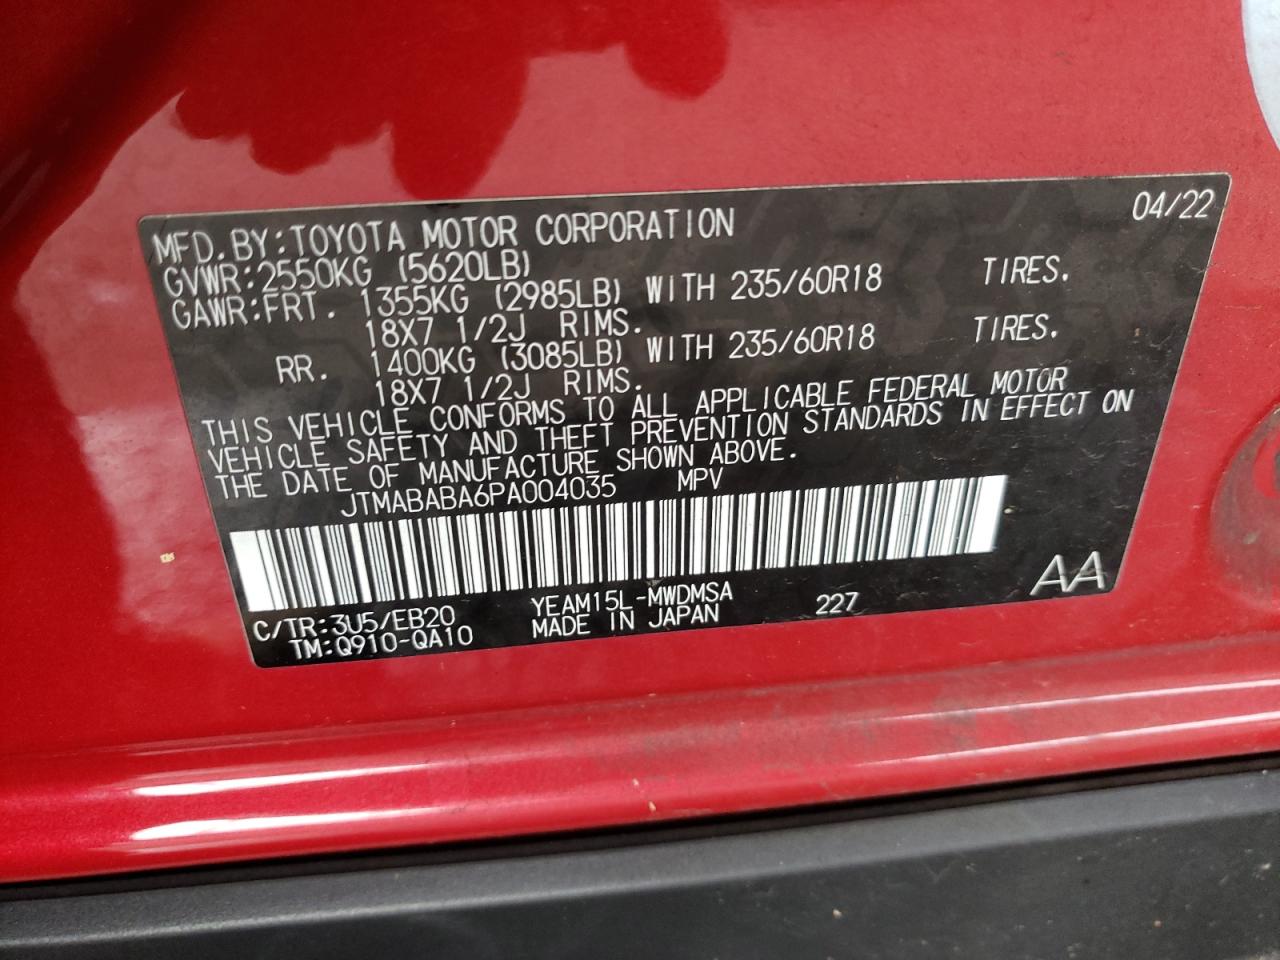 04/22
MFD.BY:TOYOTA MOTOR CORPORATION
GVWR:2550KG (5620LB)
GAWR:FRT. 1355KG (2985LB) WITH 235/60R18 TIRES.
18X7 1/2J RIMS.
RR. 1400KG (3085LB) WITH 235/60R18 TIRES.
18X7 1/2J RIMS.
THIS VEHICLE CONFORMS TO ALL APPLICABLE FEDERAL MOTOR
VEHICLE SAFETY AND THEFT PREVENTION STANDARDS IN EFFECT ON
THE DATE OF MANUFACTURE SHOWN ABOVE.
JTMABABA6PA004035 MPV
C/TR:3U5/EB20 YEAM15L-MWDMSA 227 AA
TM:Q910-QA10 MADE IN JAPAN